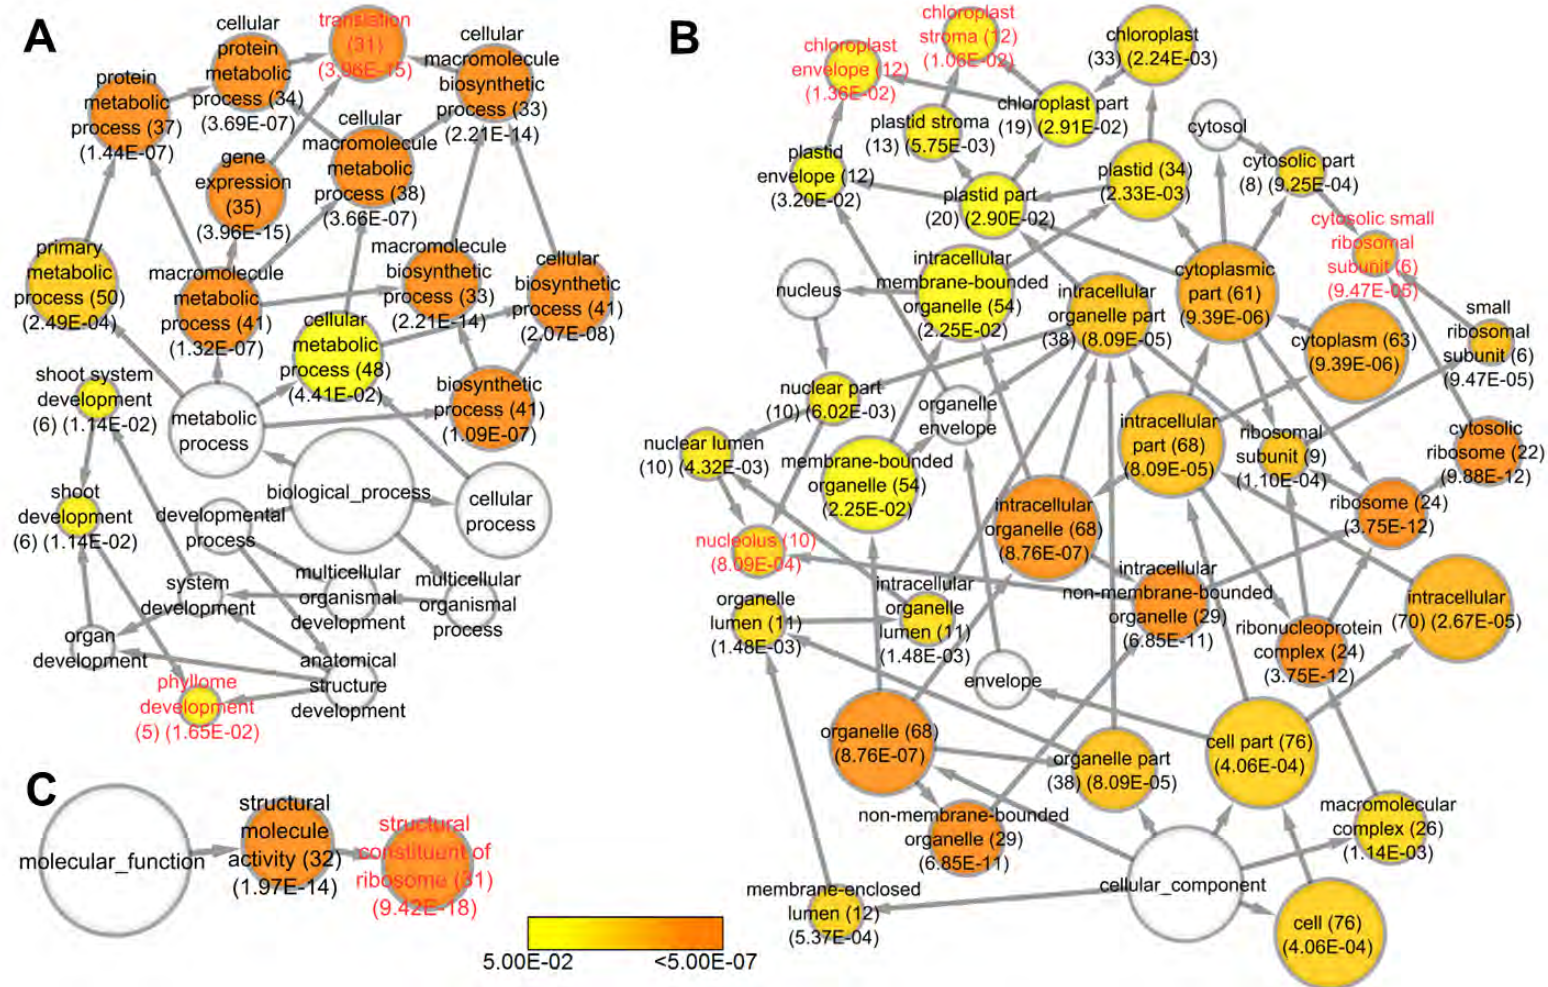 A
cellular
protein
metabolic
process (34)
(3.69E-07)
translation
(31)
(3.96E-15)
cellular
macromolecule
biosynthetic
process (33)
(2.21E-14)
protein
metabolic
process (37)
(1.44E-07)
cellular
macromolecule
metabolic
process (38)
(3.66E-07)
gene
expression
(35)
(3.96E-15)
primary
metabolic
process (50)
(2.49E-04)
macromolecule
metabolic
process (41)
(1.32E-07)
macromolecule
biosynthetic
process (33)
(2.21E-14)
cellular
biosynthetic
process (41)
(2.07E-08)
cellular
metabolic
process (48)
(4.41E-02)
shoot system
development
(6) (1.14E-02)
metabolic
process
biosynthetic
process (41)
(1.09E-07)
shoot
development
(6) (1.14E-02)
developmental
process
biological_process
cellular
process
system
development
multicellular
organismal
development
multicellular
organismal
process
organ
development
anatomical
structure
development
phyllome
development
(5) (1.65E-02)
B
chloroplast
envelope (12)
(1.36E-02)
chloroplast
stroma (12)
(1.06E-02)
chloroplast
(33) (2.24E-03)
plastid stroma
(13) (5.75E-03)
chloroplast part
(19) (2.91E-02)
cytosol
plastid
envelope (12)
(3.20E-02)
plastid part
(20) (2.90E-02)
plastid (34)
(2.33E-03)
cytosolic part
(8) (9.25E-04)
cytosolic small
ribosomal
subunit (6)
(9.47E-05)
nucleus
intracellular
membrane-bounded
organelle (54)
(2.25E-02)
intracellular
organelle part
(38) (8.09E-05)
cytoplasmic
part (61)
(9.39E-06)
cytoplasm (63)
(9.39E-06)
small
ribosomal
subunit (6)
(9.47E-05)
nuclear part
(10) (6.02E-03)
organelle
envelope
nuclear lumen
(10) (4.32E-03)
membrane-bounded
organelle (54)
(2.25E-02)
intracellular
part (68)
(8.09E-05)
ribosomal
subunit (9)
(1.10E-04)
cytosolic
ribosome (22)
(9.88E-12)
nucleolus (10)
(8.09E-04)
intracellular
organelle (68)
(8.76E-07)
ribosome (24)
(3.75E-12)
organelle
lumen (11)
(1.48E-03)
intracellular
organelle
lumen (11)
(1.48E-03)
intracellular
non-membrane-bounded
organelle (29)
(6.85E-11)
ribonucleoprotein
complex (24)
(3.75E-12)
intracellular
(70) (2.67E-05)
envelope
organelle (68)
(8.76E-07)
organelle part
(38) (8.09E-05)
cell part (76)
(4.06E-04)
non-membrane-bounded
organelle (29)
(6.85E-11)
macromolecular
complex (26)
(1.14E-03)
membrane-enclosed
lumen (12)
(5.37E-04)
cellular_component
cell (76)
(4.06E-04)
C
molecular_function
structural
molecule
activity (32)
(1.97E-14)
structural
constituent of
ribosome (31)
(9.42E-18)
5.00E-02
<5.00E-07